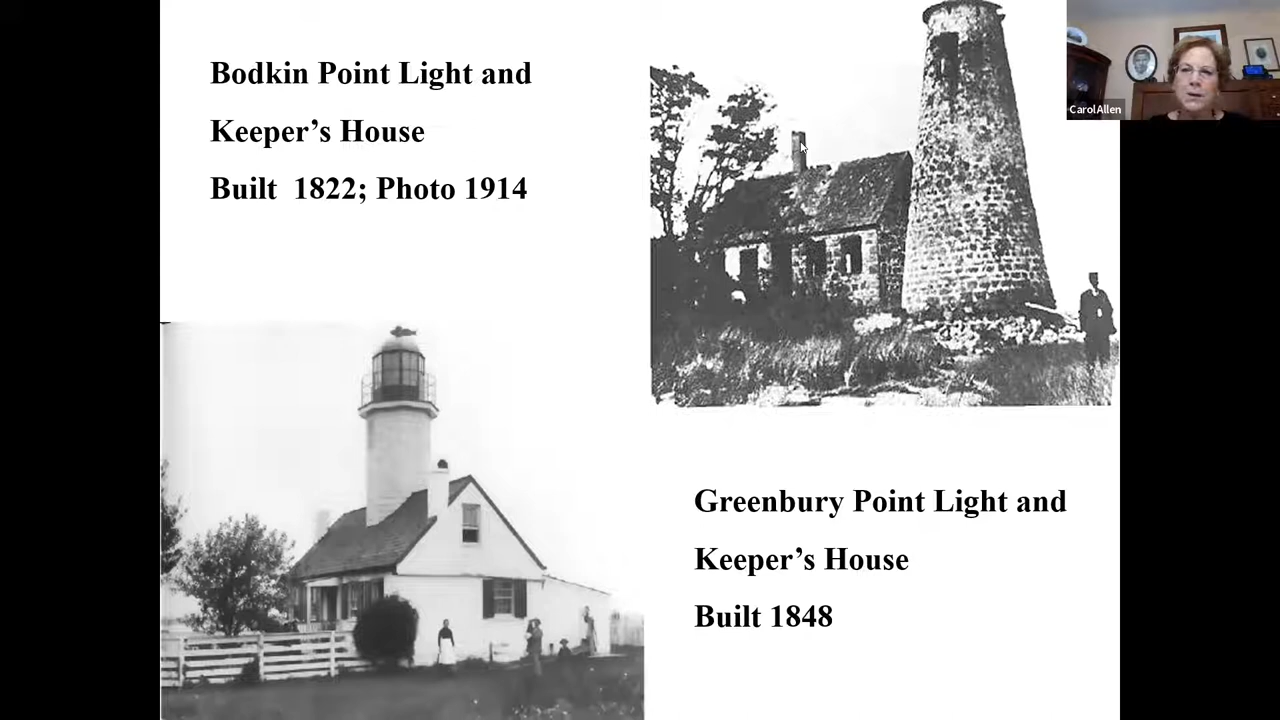 Bodkin Point Light and
Keeper’s House
Built  1822; Photo 1914
Carol Allen
Greenbury Point Light and
Keeper’s House
Built 1848